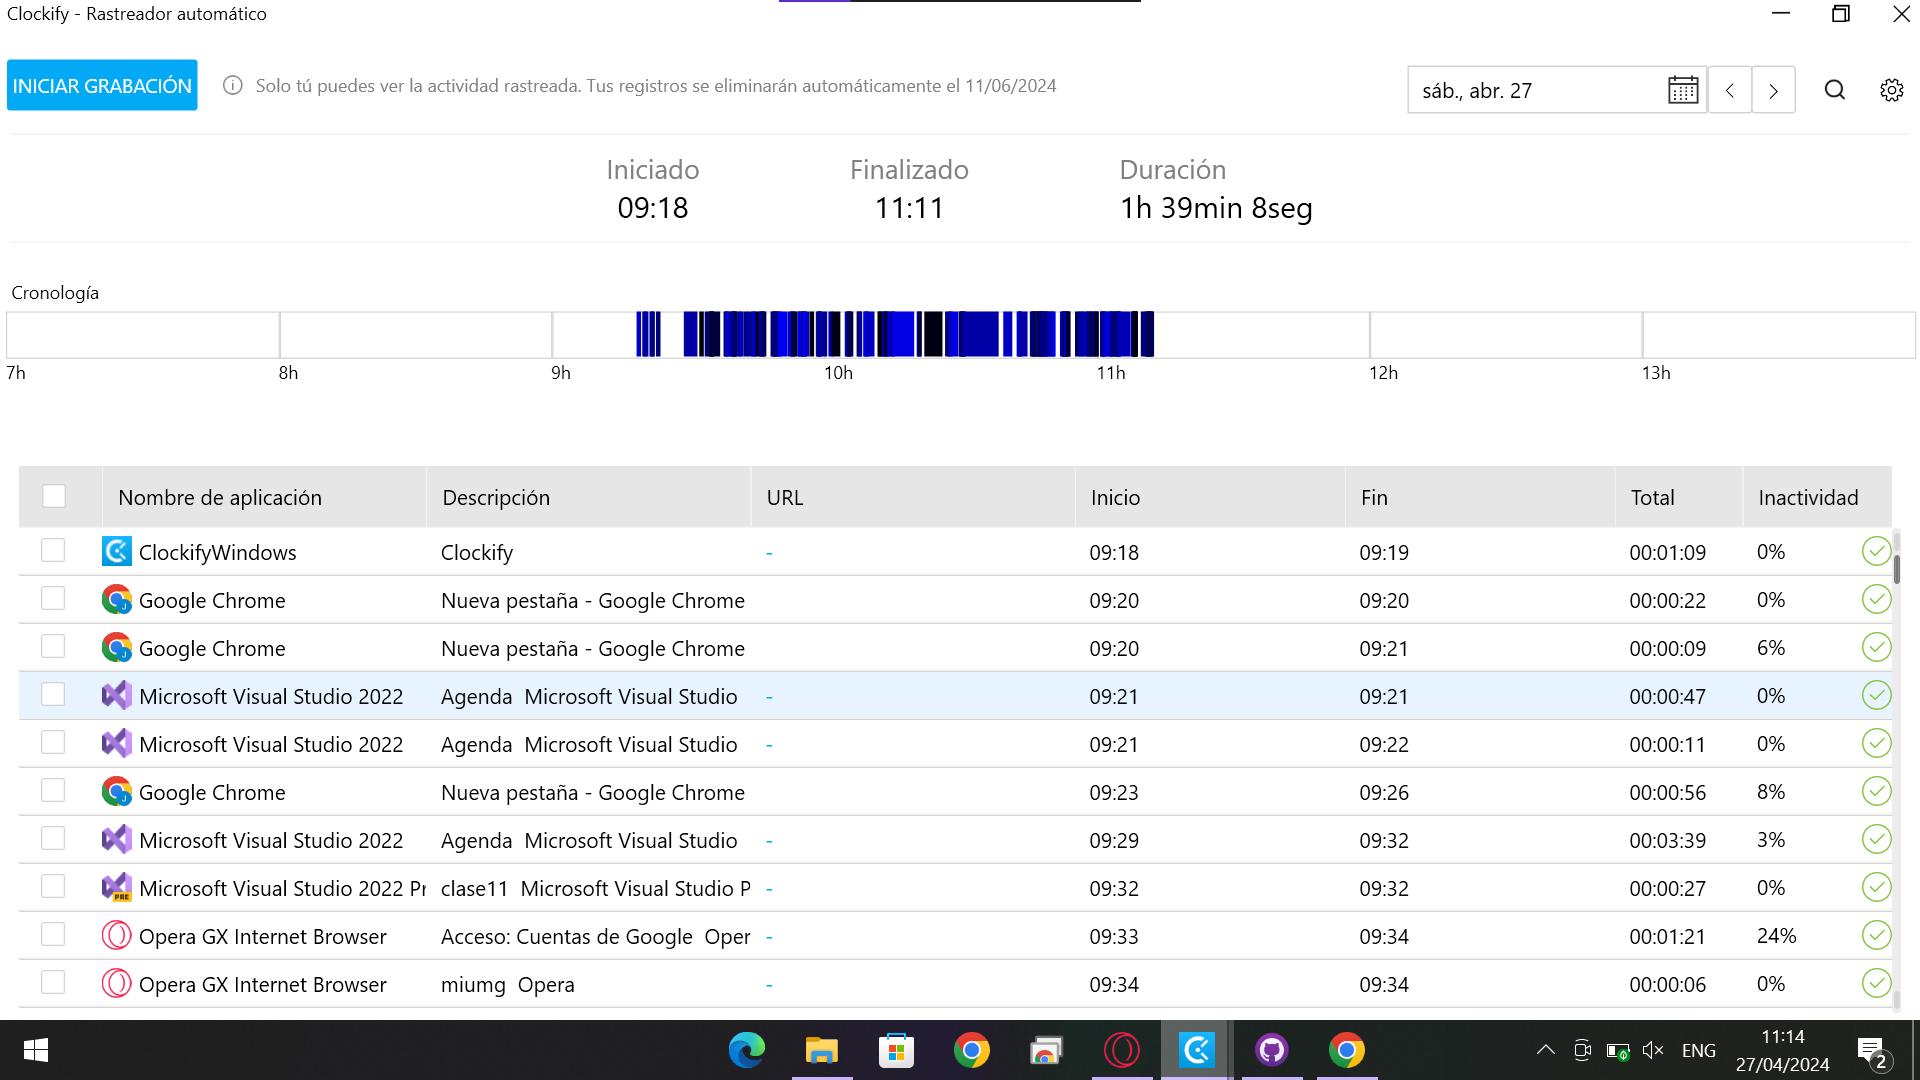 Clockify - Rastreador automático
INICIAR GRABACIÓN
Solo tú puedes ver la actividad rastreada. Tus registros se eliminarán automáticamente el 11/06/2024
sáb., abr. 27
Iniciado Finalizado Duración
09:18 11:11 1h 39min 8seg
Cronología
7h 8h 9h 10h 11h 12h 13h
Nombre de aplicación Descripción URL Inicio Fin Total Inactividad
ClockifyWindows Clockify - 09:18 09:19 00:01:09 0%
Google Chrome Nueva pestaña - Google Chrome 09:20 09:20 00:00:22 0%
Google Chrome Nueva pestaña - Google Chrome 09:20 09:21 00:00:09 6%
Microsoft Visual Studio 2022 Agenda  Microsoft Visual Studio - 09:21 09:21 00:00:47 0%
Microsoft Visual Studio 2022 Agenda  Microsoft Visual Studio - 09:21 09:22 00:00:11 0%
Google Chrome Nueva pestaña - Google Chrome 09:23 09:26 00:00:56 8%
Microsoft Visual Studio 2022 Agenda  Microsoft Visual Studio - 09:29 09:32 00:03:39 3%
PRE Microsoft Visual Studio 2022 Pr clase11  Microsoft Visual Studio P - 09:32 09:32 00:00:27 0%
Opera GX Internet Browser Acceso: Cuentas de Google  Oper - 09:33 09:34 00:01:21 24%
Opera GX Internet Browser miumg  Opera - 09:34 09:34 00:00:06 0%
ENG 11:14
27/04/2024 2